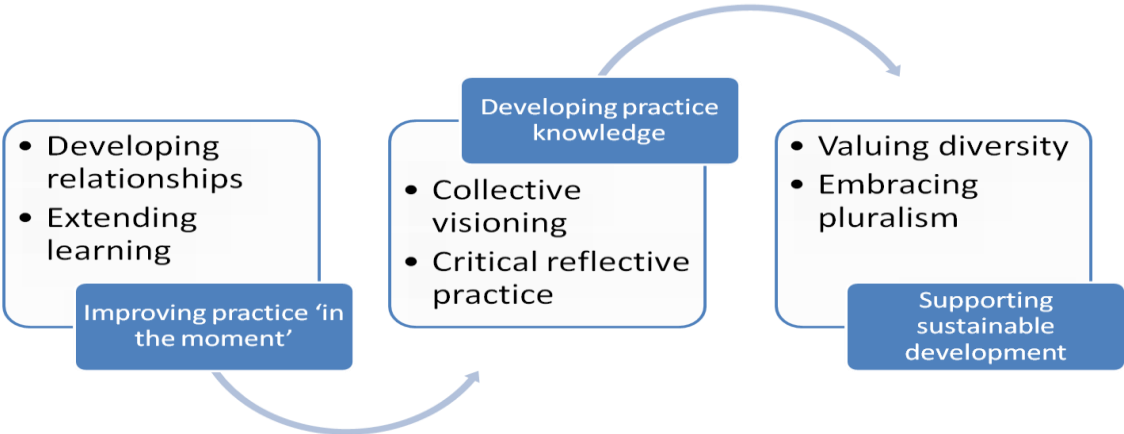 • Developing
relationships
• Extending
learning
Improving practice ‘in
the moment’
Developing practice
knowledge
• Collective
visioning
• Critical reflective
practice
• Valuing diversity
• Embracing
pluralism
Supporting
sustainable
development